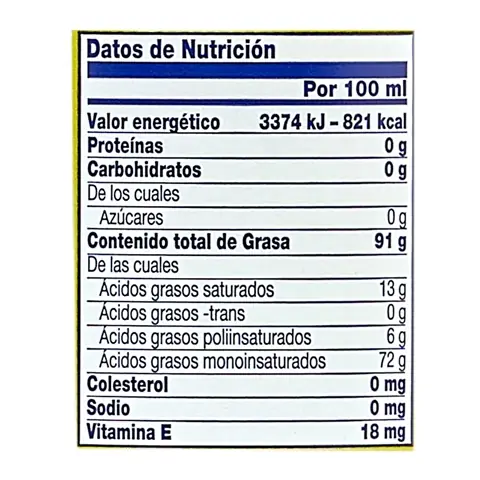 Datos de Nutrición
Por 100 ml
Valor energético 3374 kJ – 821 kcal
Proteínas 0 g
Carbohidratos 0 g
De los cuales
Azúcares 0 g
Contenido total de Grasa 91 g
De las cuales
Ácidos grasos saturados 13 g
Ácidos grasos -trans 0 g
Ácidos grasos poliinsaturados 6 g
Ácidos grasos monoinsaturados 72 g
Colesterol 0 mg
Sodio 0 mg
Vitamina E 18 mg